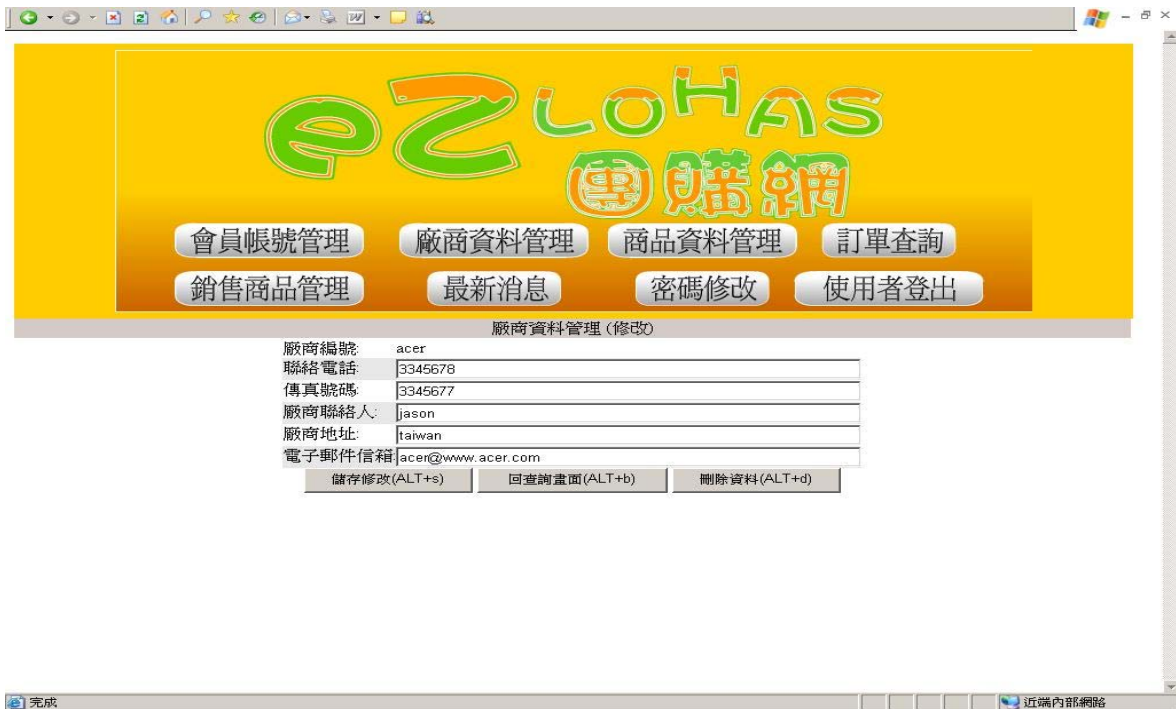 eZ LOHAS
團購網
會員帳號管理 廠商資料管理 商品資料管理 訂單查詢
銷售商品管理 最新消息 密碼修改 使用者登出
廠商資料管理 (修改)
廠商編號: acer
聯絡電話: 3345678
傳真號碼: 3345677
廠商聯絡人: jason
廠商地址: taiwan
電子郵件信箱: acer@www.acer.com
儲存修改(ALT+s) 回查詢畫面(ALT+b) 刪除資料(ALT+d)
完成 近端內部網路